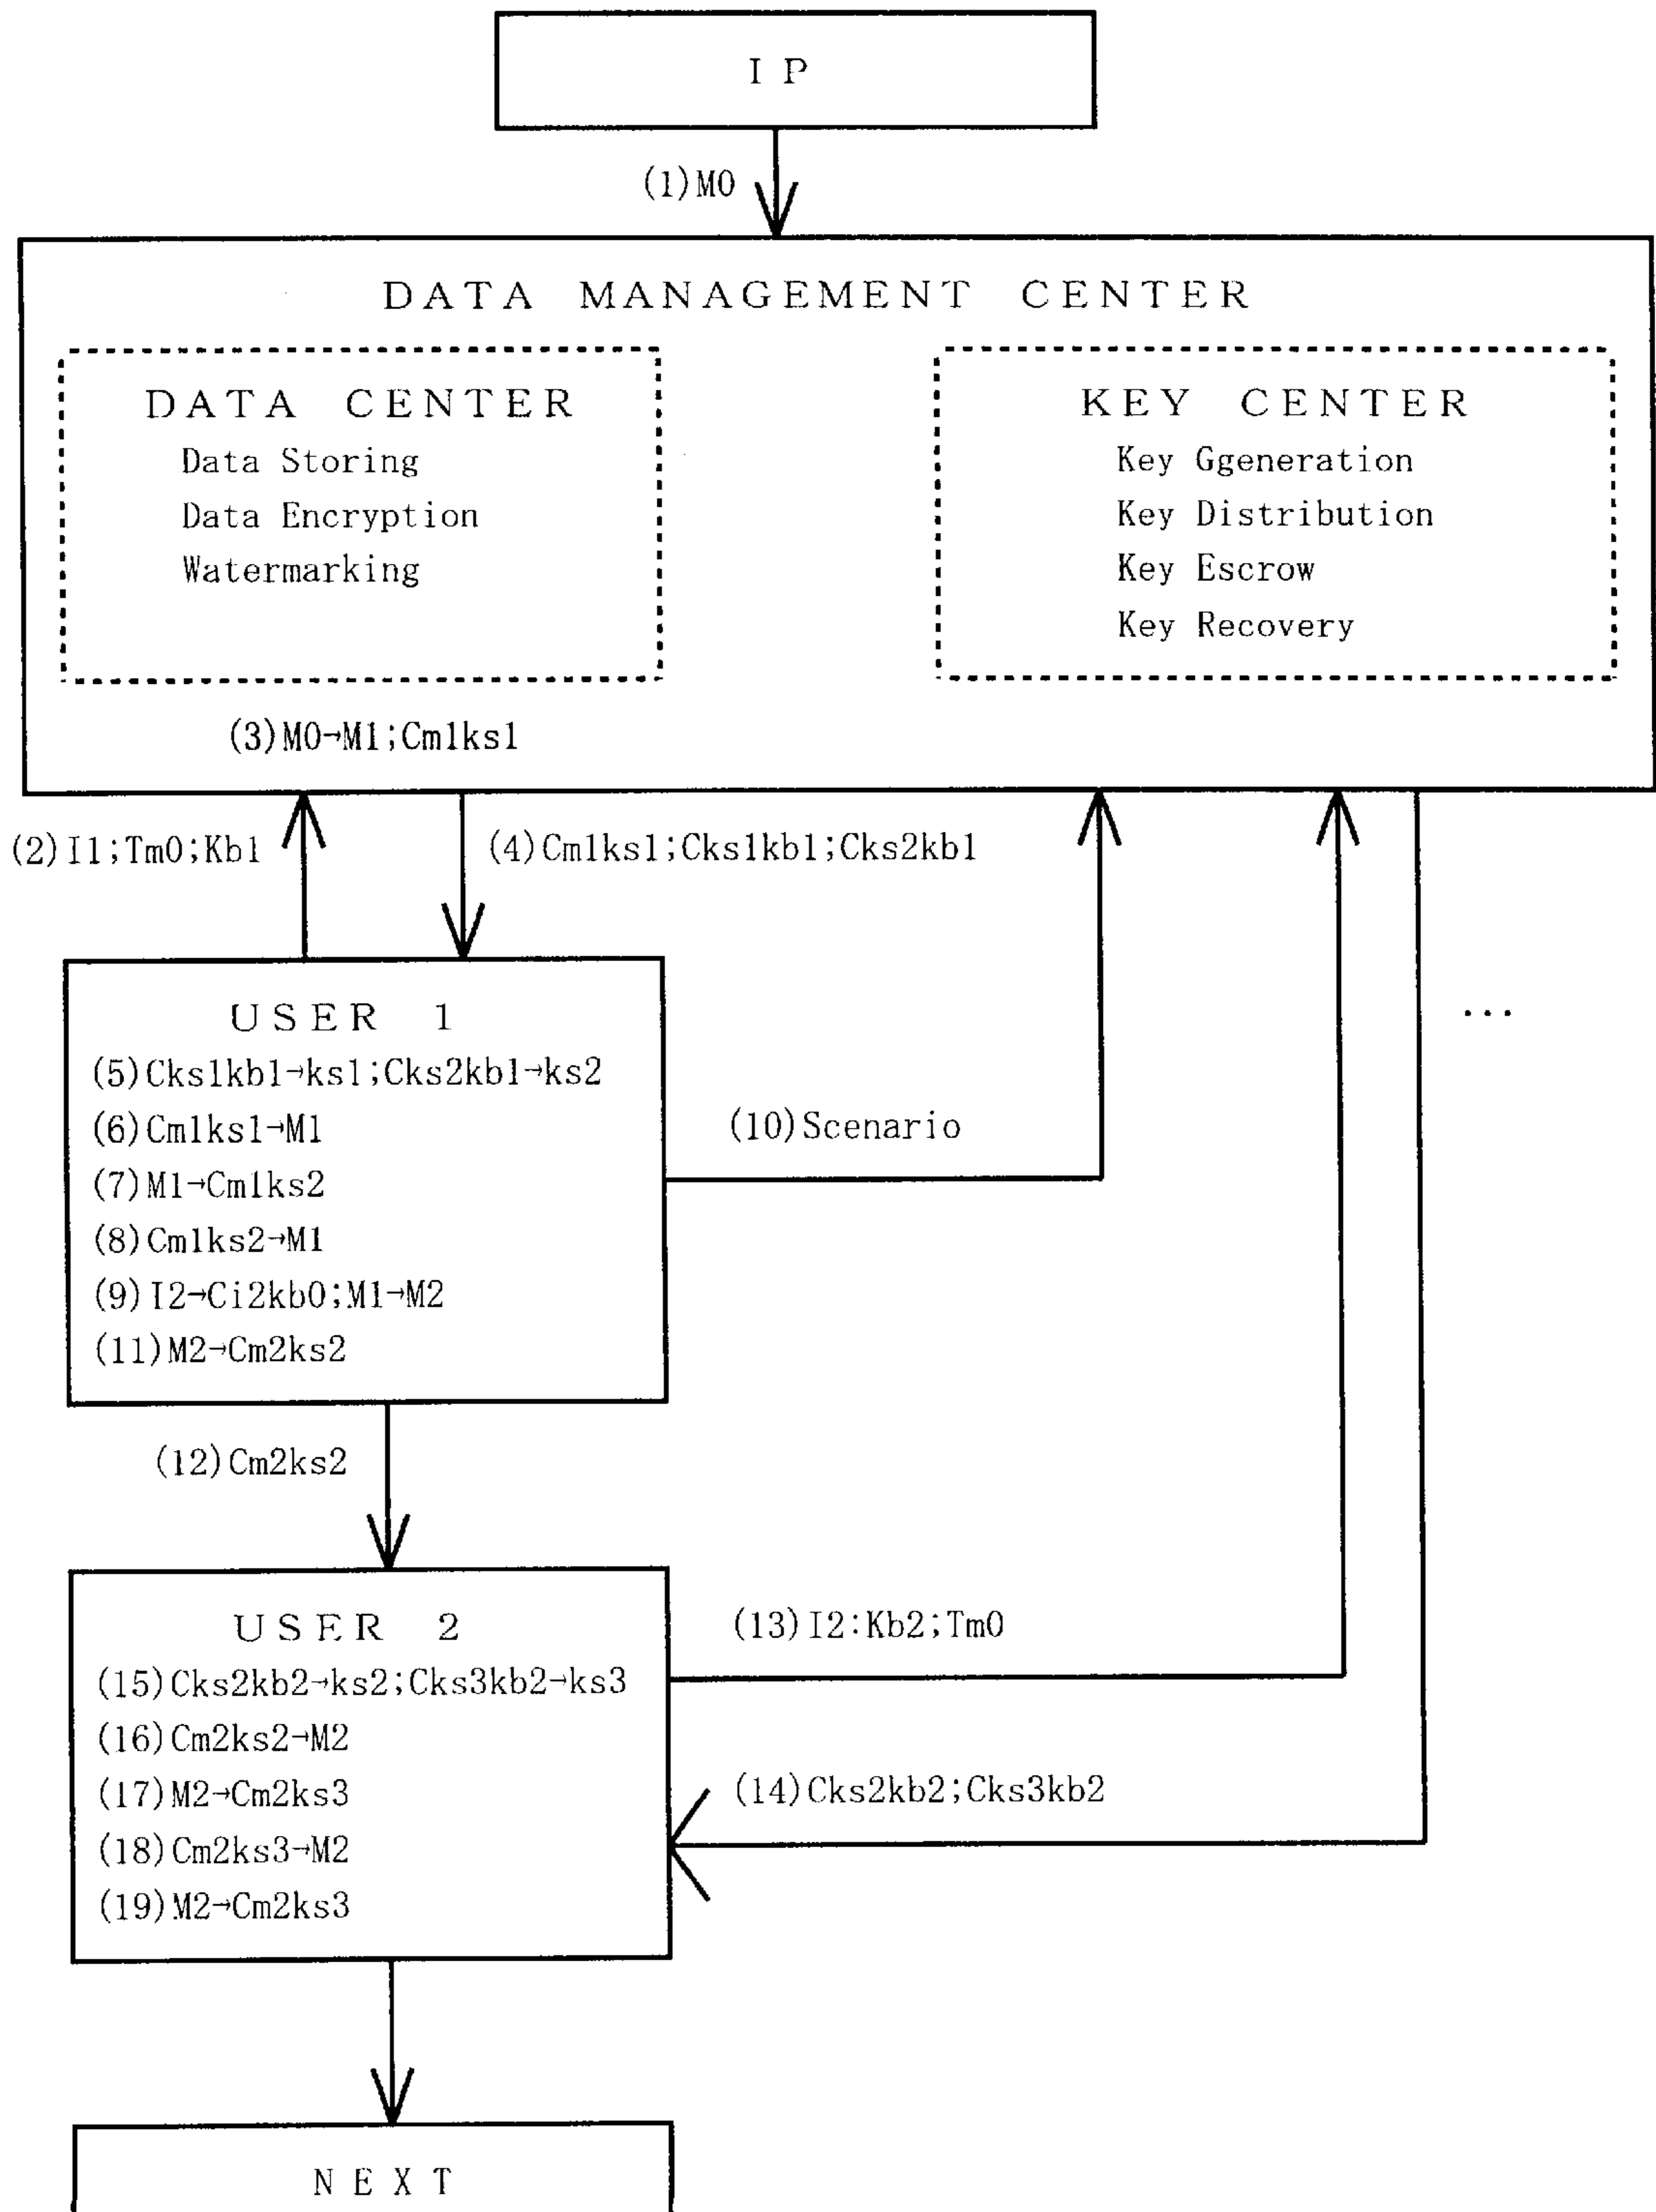 IP
(1)M0
DATA MANAGEMENT CENTER
DATA CENTER
Data Storing
Data Encryption
Watermarking
KEY CENTER
Key Ggeneration
Key Distribution
Key Escrow
Key Recovery
(3)M0→M1;Cm1ks1
(2)I1;Tm0;Kb1
(4)Cm1ks1;Cks1kb1;Cks2kb1
...
USER 1
(5)Cks1kb1→ks1;Cks2kb1→ks2
(6)Cm1ks1→M1
(7)M1→Cm1ks2
(8)Cm1ks2→M1
(9)I2→Ci2kb0;M1→M2
(11)M2→Cm2ks2
(10)Scenario
(12)Cm2ks2
USER 2
(15)Cks2kb2→ks2;Cks3kb2→ks3
(16)Cm2ks2→M2
(17)M2→Cm2ks3
(18)Cm2ks3→M2
(19)M2→Cm2ks3
(13)I2:Kb2;Tm0
(14)Cks2kb2;Cks3kb2
NEXT